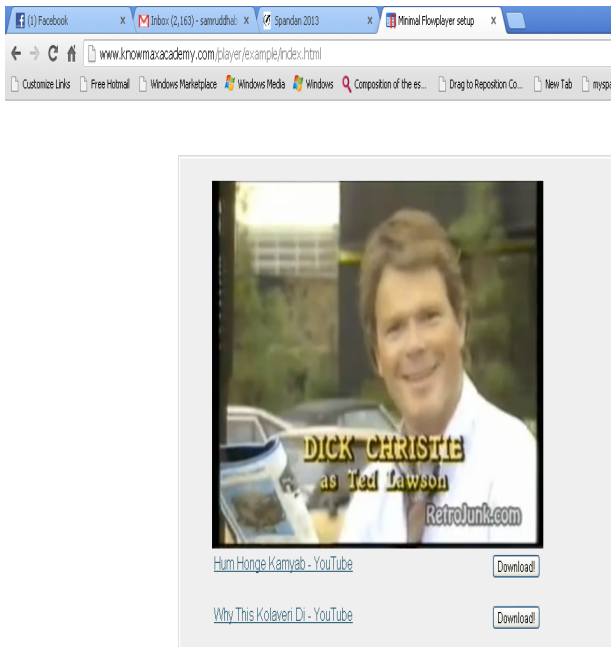 (1) Facebook
Inbox (2,163) - samruddhal
Spandan 2013
Minimal Flowplayer setup
www.knowmaxacademy.com/player/example/index.html
Customize Links Free Hotmail Windows Marketplace Windows Media Windows Composition of the es... Drag to Reposition Co... New Tab myspa
DICK CHRISTIE
as Ted Lawson
RetroJunk.com
Hum Honge Kamyab - YouTube Download!
Why This Kolaveri Di - YouTube Download!